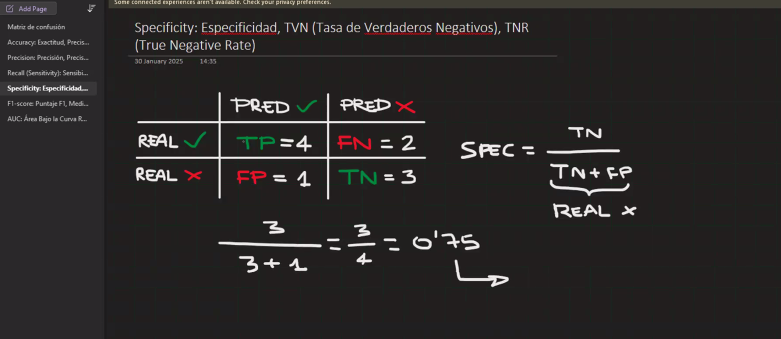 Some connected experiences aren't available. Check your privacy preferences.
Add Page
Matriz de confusión
Accuracy: Exactitud, Precis...
Precision: Precisión, Precis...
Recall (Sensitivity): Sensibi...
Specificity: Especificidad,...
F1-score: Puntaje F1, Medi...
AUC: Área Bajo la Curva R...
Specificity: Especificidad, TVN (Tasa de Verdaderos Negativos), TNR
(True Negative Rate)
30 January 2025 14:35
PRED ✓ PRED ×
REAL ✓ TP = 4 FN = 2
REAL × FP = 1 TN = 3
SPEC = TN
TN + FP
REAL ×
3
3 + 1
= 3
4
= 0'75